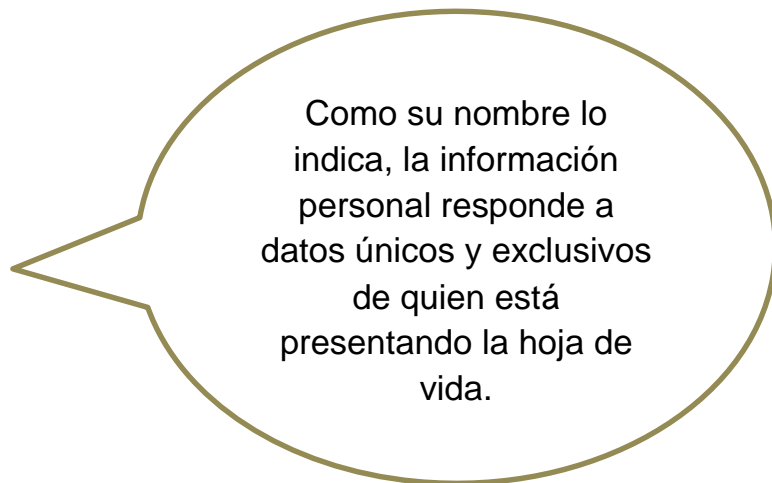 Como su nombre lo
indica, la información
personal responde a
datos únicos y exclusivos
de quien está
presentando la hoja de
vida.